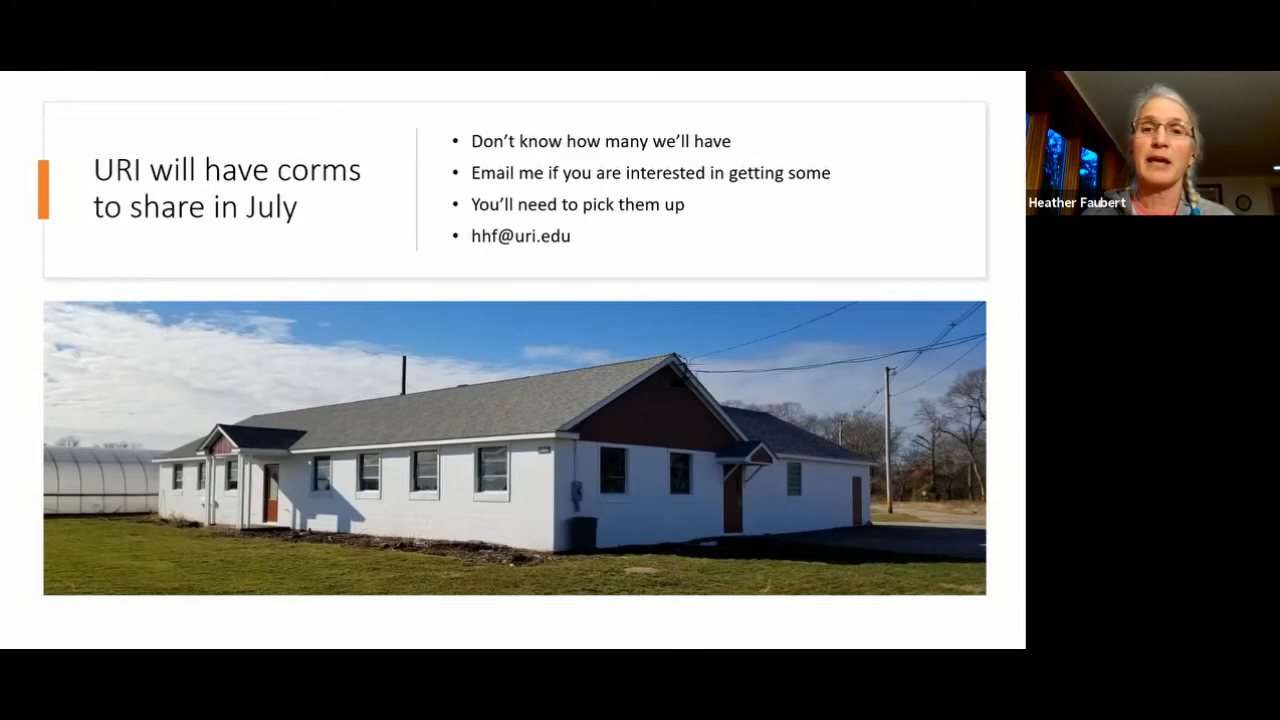 URI will have corms
to share in July
• Don't know how many we'll have
• Email me if you are interested in getting some
• You'll need to pick them up
• hhf@uri.edu
Heather Faubert